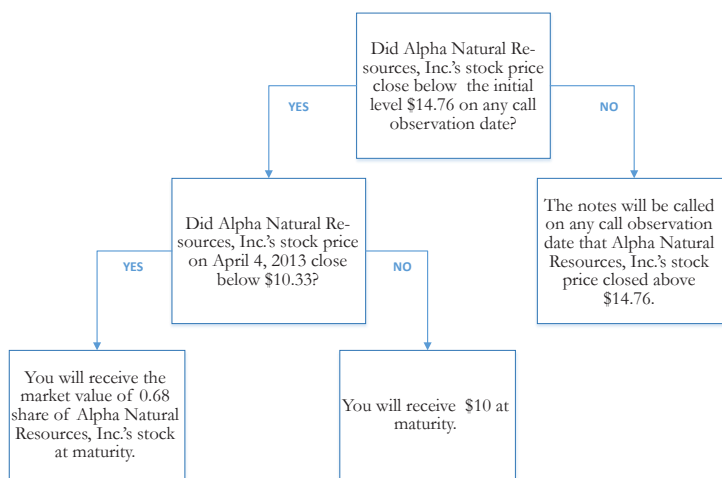 Did Alpha Natural Re-
sources, Inc.'s stock price
close below the initial
level $14.76 on any call
observation date?
YES
NO
Did Alpha Natural Re-
sources, Inc.'s stock price
on April 4, 2013 close
below $10.33?
The notes will be called
on any call observation
date that Alpha Natural
Resources, Inc.'s stock
price closed above
$14.76.
YES
NO
You will receive the
market value of 0.68
share of Alpha Natural
Resources, Inc.'s stock
at maturity.
You will receive $10 at
maturity.